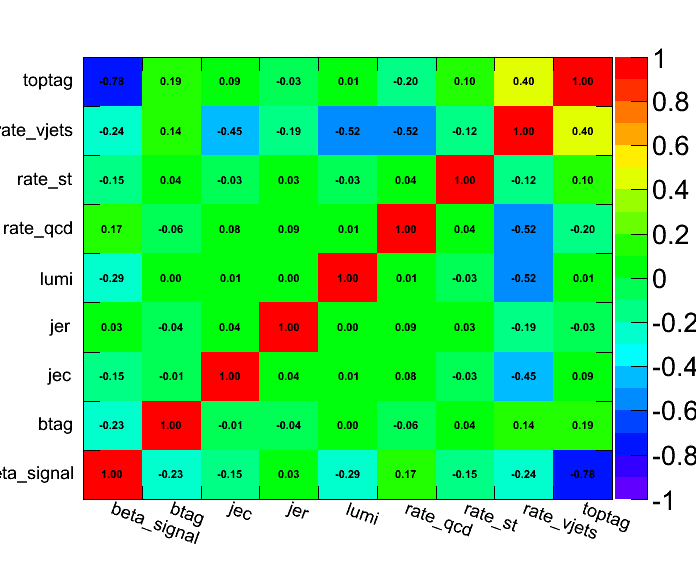 toptag -0.78 0.19 0.09 -0.03 0.01 -0.20 0.10 0.40 1.00
rate_vjets -0.24 0.14 -0.45 -0.19 -0.52 -0.52 -0.12 1.00 0.40
rate_st -0.15 0.04 -0.03 0.03 -0.03 0.04 1.00 -0.12 0.10
rate_qcd 0.17 -0.06 0.08 0.09 0.01 1.00 0.04 -0.52 -0.20
lumi -0.29 0.00 0.01 0.00 1.00 0.01 -0.03 -0.52 0.01
jer 0.03 -0.04 0.04 1.00 0.00 0.09 0.03 -0.19 -0.03
jec -0.15 -0.01 1.00 0.04 0.01 0.08 -0.03 -0.45 0.09
btag -0.23 1.00 -0.01 -0.04 0.00 -0.06 0.04 0.14 0.19
eta_signal 1.00 -0.23 -0.15 0.03 -0.29 0.17 -0.15 -0.24 -0.78
beta_signal btag jec jer lumi rate_qcd rate_st rate_vjets toptag
1
0.8
0.6
0.4
0.2
0
-0.2
-0.4
-0.6
-0.8
-1